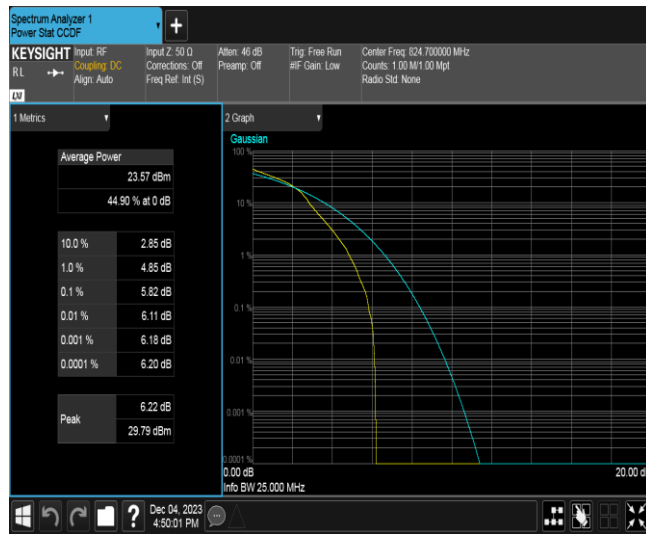 Spectrum Analyzer 1
Power Stat CCDF
+
KEYSIGHT
RL
LXI
Input: RF
Coupling: DC
Align: Auto
Input Z: 50 Ω
Corrections: Off
Freq Ref: Int (S)
Atten: 46 dB
Preamp: Off
Trig: Free Run
#IF Gain: Low
Center Freq: 824.700000 MHz
Counts: 1.00 M/1.00 Mpt
Radio Std: None
1 Metrics
Average Power
23.57 dBm
44.90 % at 0 dB
10.0 % 2.85 dB
1.0 % 4.85 dB
0.1 % 5.82 dB
0.01 % 6.11 dB
0.001 % 6.18 dB
0.0001 % 6.20 dB
Peak
6.22 dB
29.79 dBm
2 Graph
Gaussian
100 %
10 %
1 %
0.1 %
0.01 %
0.001 %
0.0001 %
0.00 dB
20.00 d
Info BW 25.000 MHz
?
Dec 04, 2023
4:50:01 PM